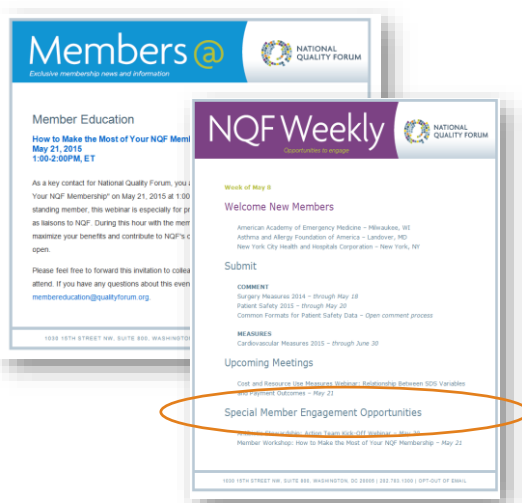 Members@
Exclusive membership news and information
NATIONAL
QUALITY FORUM
Member Education
How to Make the Most of Your NQF Mem
May 21, 2015
1:00-2:00PM, ET
As a key contact for National Quality Forum, you
Your NQF Membership" on May 21, 2015 at 1:00
standing member, this webinar is especially for pr
as liaisons to NQF. During this hour with the mem
maximize your benefits and contribute to NQF's
open.
Please feel free to forward this invitation to collea
attend. If you have any questions about this even
membereducation@qualityforum.org.
1030 15TH STREET NW, SUITE 800, WASHINGTON
NQF Weekly
Opportunities to engage
NATIONAL
QUALITY FORUM
Week of May 8
Welcome New Members
American Academy of Emergency Medicine – Milwaukee, WI
Asthma and Allergy Foundation of America – Landover, MD
New York City Health and Hospitals Corporation – New York, NY
Submit
COMMENT
Surgery Measures 2014 – through May 18
Patient Safety 2015 – through May 20
Common Formats for Patient Safety Data – Open comment process
MEASURES
Cardiovascular Measures 2015 – through June 30
Upcoming Meetings
Cost and Resource Use Measures Webinar: Relationship Between SDS Variables
and Payment Outcomes – May 21
Special Member Engagement Opportunities
Action Team Kick-Off Webinar – May
Member Workshop: How to Make the Most of Your NQF Membership – May 21
1030 15TH STREET NW, SUITE 800, WASHINGTON, DC 20005 | 202.783.1300 | OPT-OUT OF EMAIL